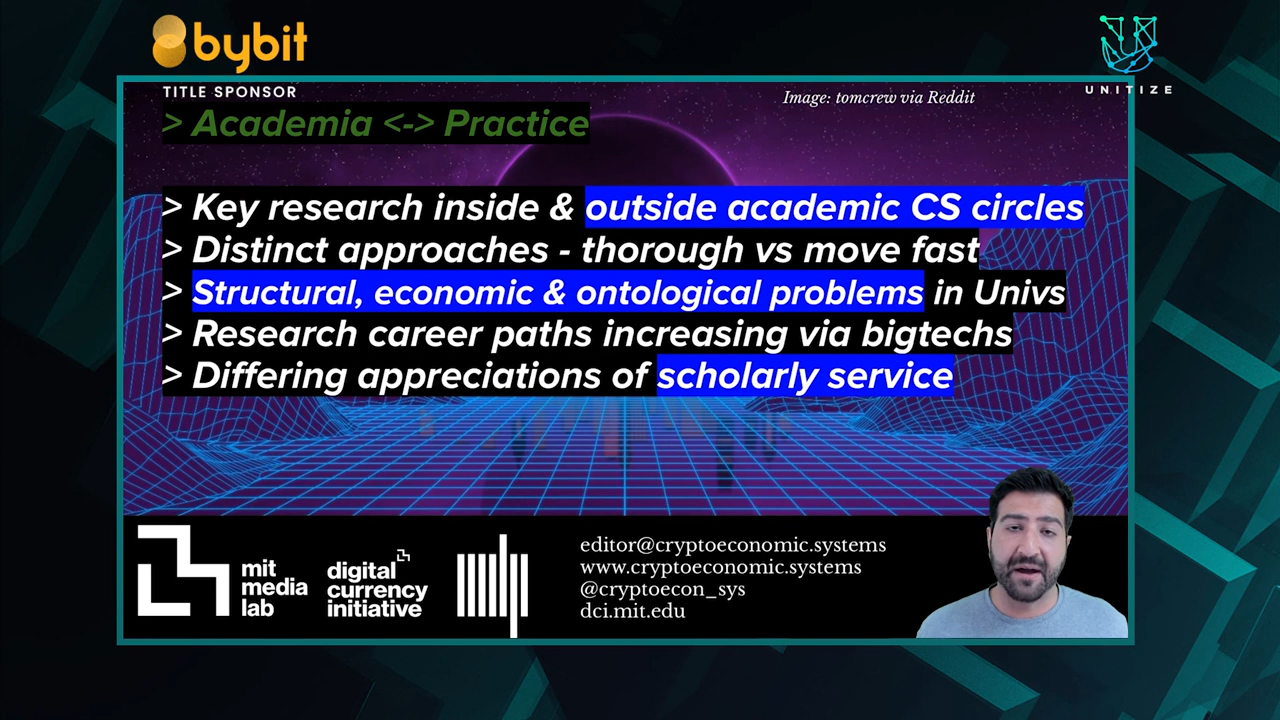 bybit
TITLE SPONSOR
UNITIZE
Image: tomcrew via Reddit
> Academia <-> Practice
> Key research inside & outside academic CS circles
> Distinct approaches - thorough vs move fast
> Structural, economic & ontological problems in Univs
> Research career paths increasing via bigtechs
> Differing appreciations of scholarly service
mit
media
lab
digital
currency
initiative
editor@cryptoeconomic.systems
www.cryptoeconomic.systems
@cryptoecon_sys
dci.mit.edu